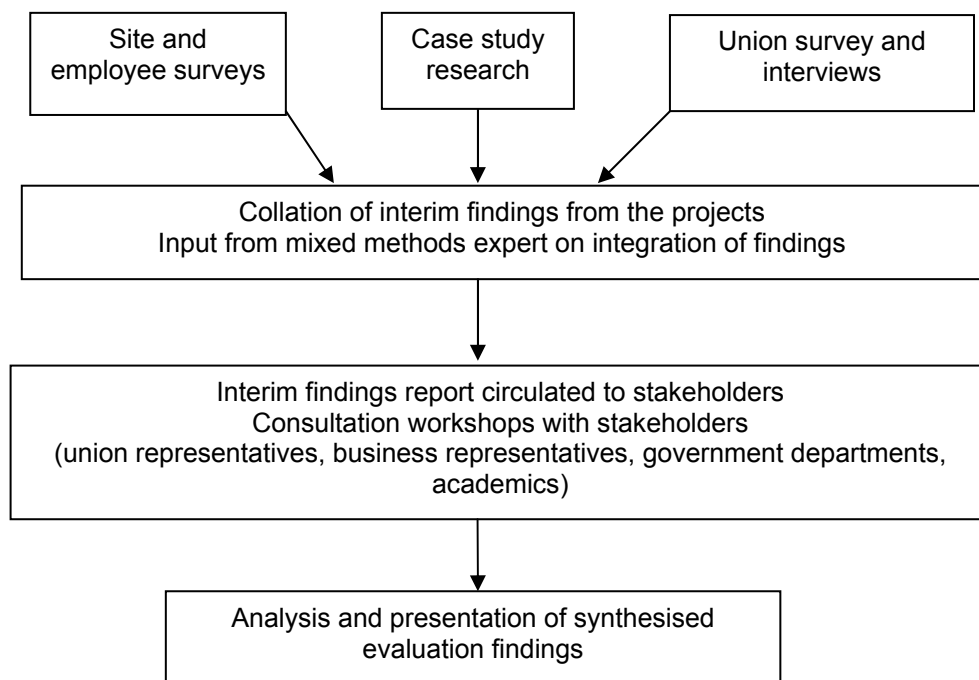 Site and
employee surveys
Case study
research
Union survey and
interviews
Collation of interim findings from the projects
Input from mixed methods expert on integration of findings
Interim findings report circulated to stakeholders
Consultation workshops with stakeholders
(union representatives, business representatives, government departments,
academics)
Analysis and presentation of synthesised
evaluation findings